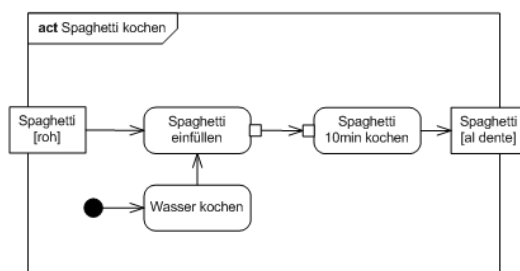 act Spaghetti kochen
Spaghetti
[roh]
Spaghetti
einfüllen
Spaghetti
10min kochen
Spaghetti
[al dente]
Wasser kochen